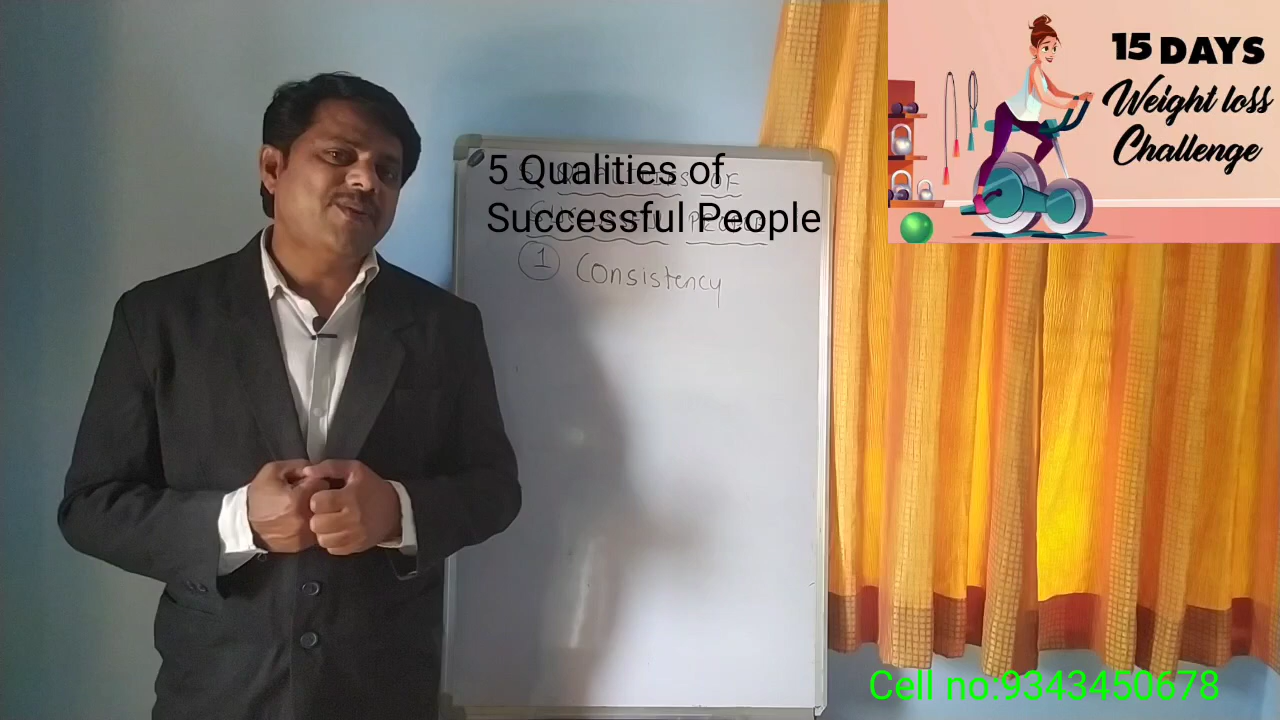 5 Qualities of
Successful People
1 Consistency
15 DAYS
Weight loss
Challenge
Cell no:9343450678